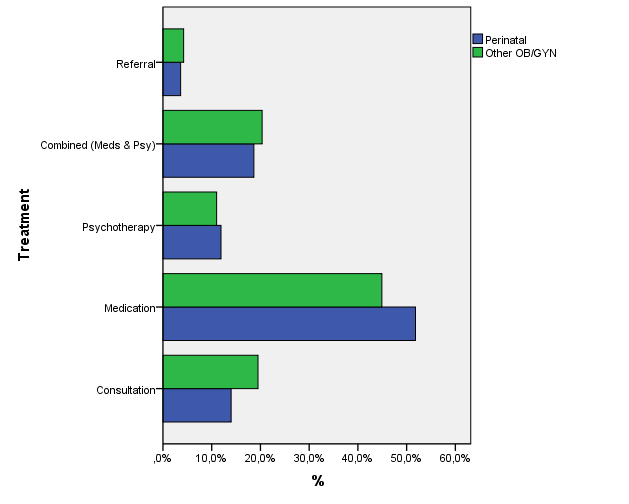 Perinatal
Other OB/GYN
Treatment
Referral
Combined (Meds & Psy)
Psychotherapy
Medication
Consultation
,0% 10,0% 20,0% 30,0% 40,0% 50,0% 60,0%
%